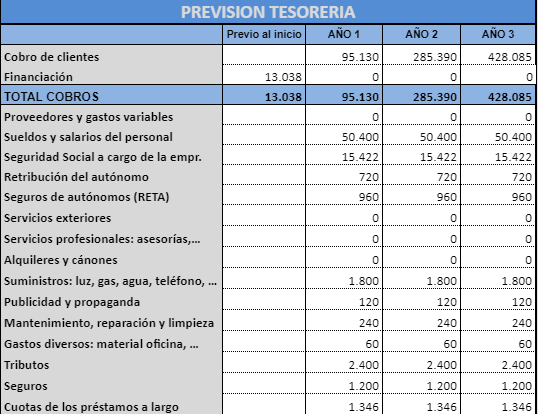 PREVISION TESORERIA
Previo al inicio AÑO 1 AÑO 2 AÑO 3
Cobro de clientes 95.130 285.390 428.085
Financiación 13.038 0 0 0
TOTAL COBROS 13.038 95.130 285.390 428.085
Proveedores y gastos variables 0 0 0
Sueldos y salarios del personal 50.400 50.400 50.400
Seguridad Social a cargo de la empr. 15.422 15.422 15.422
Retribución del autónomo 720 720 720
Seguros de autónomos (RETA) 960 960 960
Servicios exteriores 0 0 0
Servicios profesionales: asesorías,... 0 0 0
Alquileres y cánones 0 0 0
Suministros: luz, gas, agua, teléfono, ... 1.800 1.800 1.800
Publicidad y propaganda 120 120 120
Mantenimiento, reparación y limpieza 240 240 240
Gastos diversos: material oficina, ... 60 60 60
Tributos 2.400 2.400 2.400
Seguros 1.200 1.200 1.200
Cuotas de los préstamos a largo 1.346 1.346 1.346